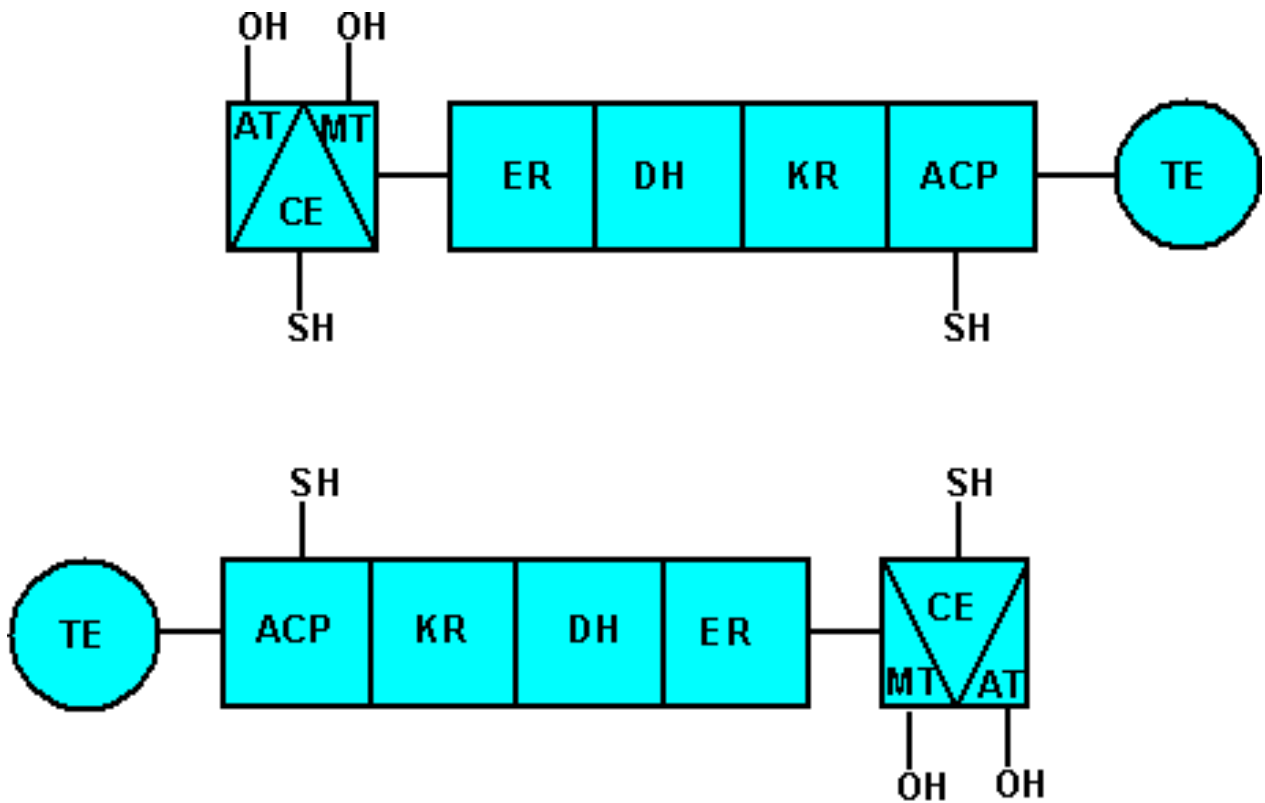 OH OH
AT MT
CE
ER DH KR ACP TE
SH SH
SH SH
TE ACP KR DH ER CE
MT AT
OH OH